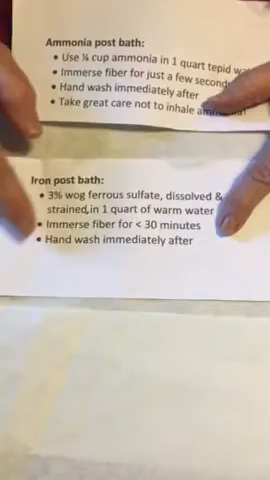 Ammonia post bath:
• Use ¼ cup ammonia in 1 quart tepid
• Immerse fiber for just a few seconds
• Hand wash immediately after
• Take great care not to inhale
Iron post bath:
• 3% wog ferrous sulfate, dissolved &
strained, in 1 quart of warm water
• Immerse fiber for < 30 minutes
• Hand wash immediately after